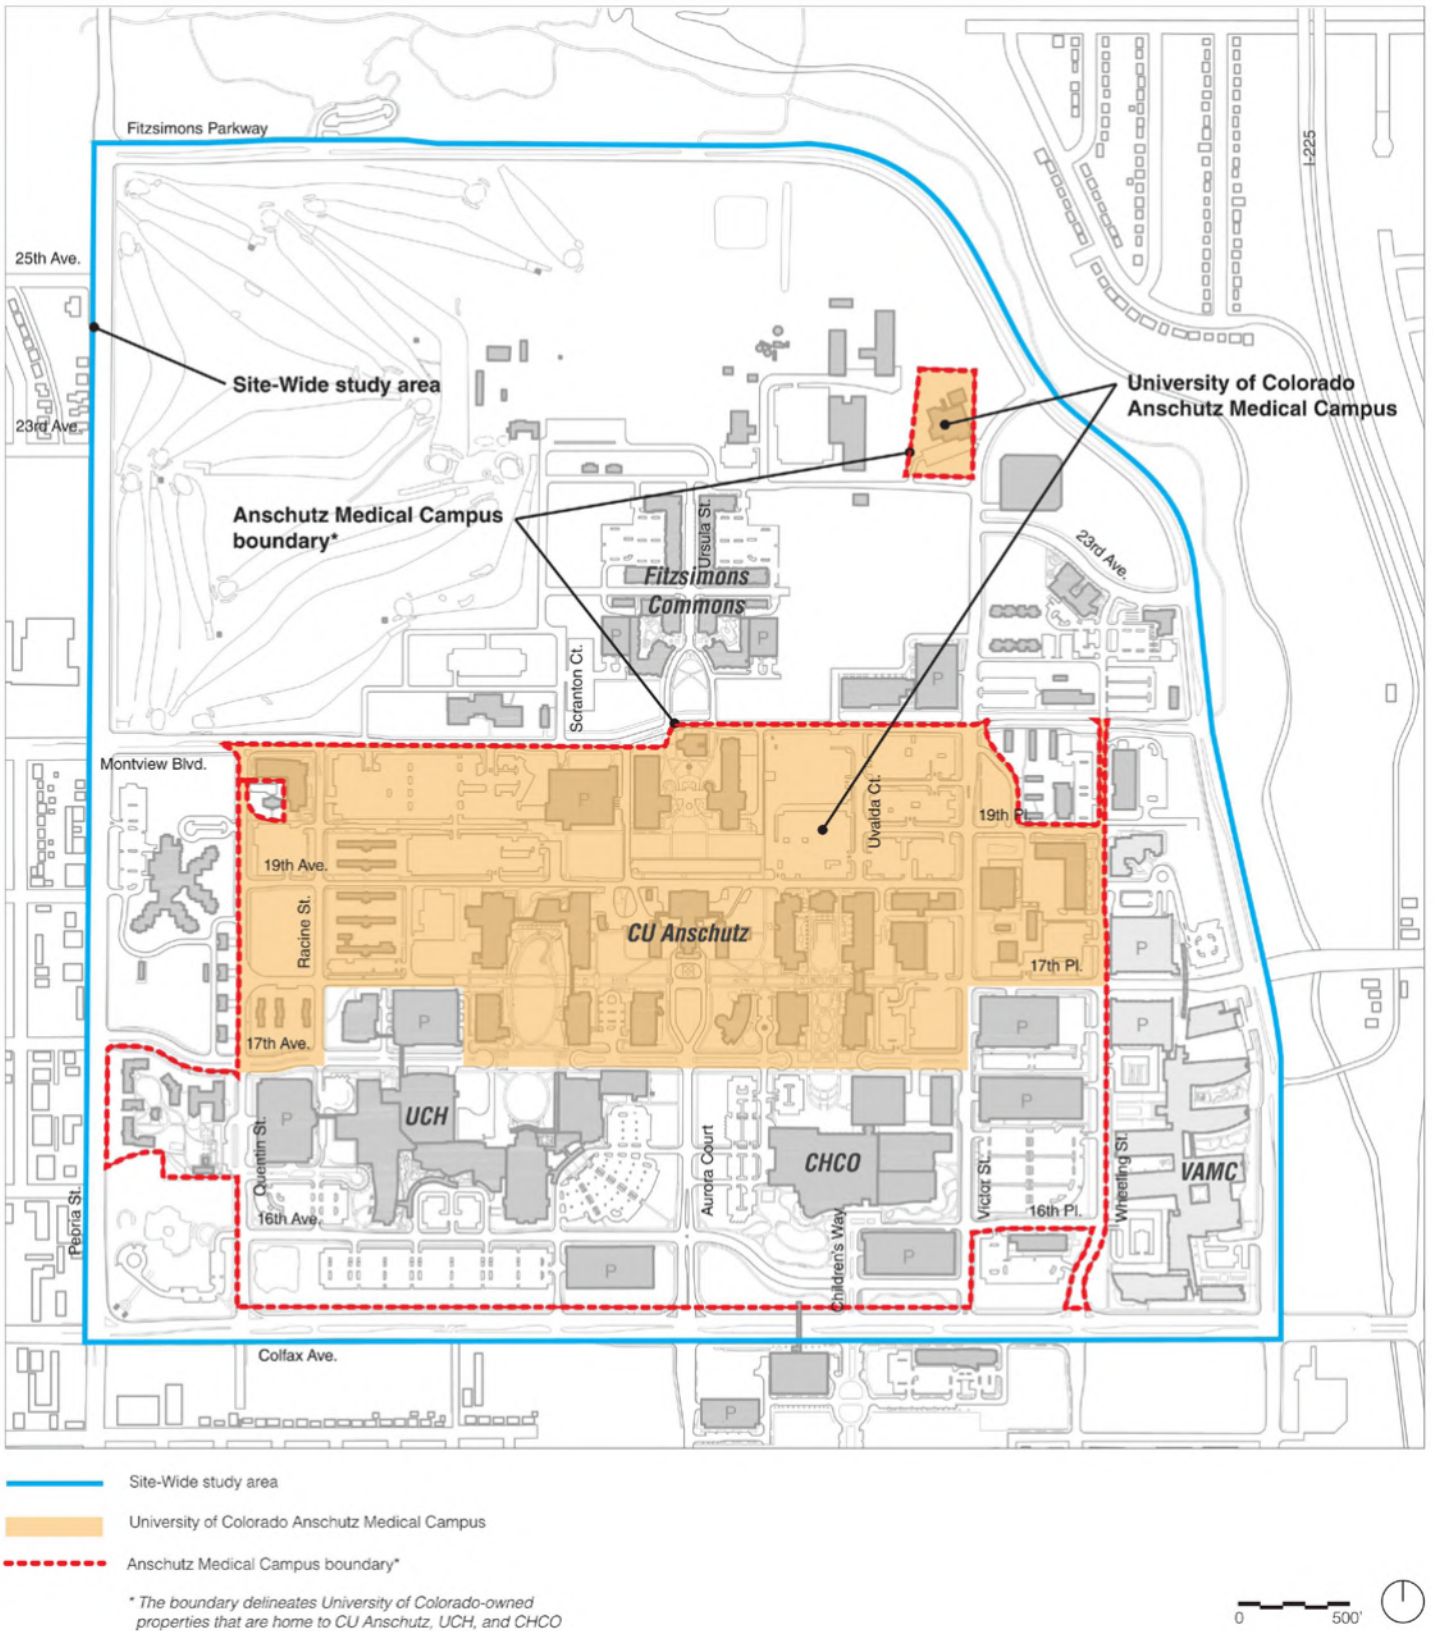 Fitzsimons Parkway
I-225
25th Ave.
Site-Wide study area
University of Colorado
Anschutz Medical Campus
23rd Ave.
Anschutz Medical Campus
boundary*
Ursula St.
23rd Ave.
Fitzsimons
Commons
P
P
Scranton Ct.
P
Montview Blvd.
P
Uvalda Ct.
19th Pl.
19th Ave.
Racine St.
CU Anschutz
P
17th Pl.
P
P
P
17th Ave.
P
UCH
P
Quentin St.
Aurora Court
CHCO
Victor St.
Wheeling St.
VAMC
16th Ave.
16th Pl.
Peoria St.
Children's Way
P
P
Colfax Ave.
P
Site-Wide study area
University of Colorado Anschutz Medical Campus
Anschutz Medical Campus boundary*
* The boundary delineates University of Colorado-owned
properties that are home to CU Anschutz, UCH, and CHCO
0 500'